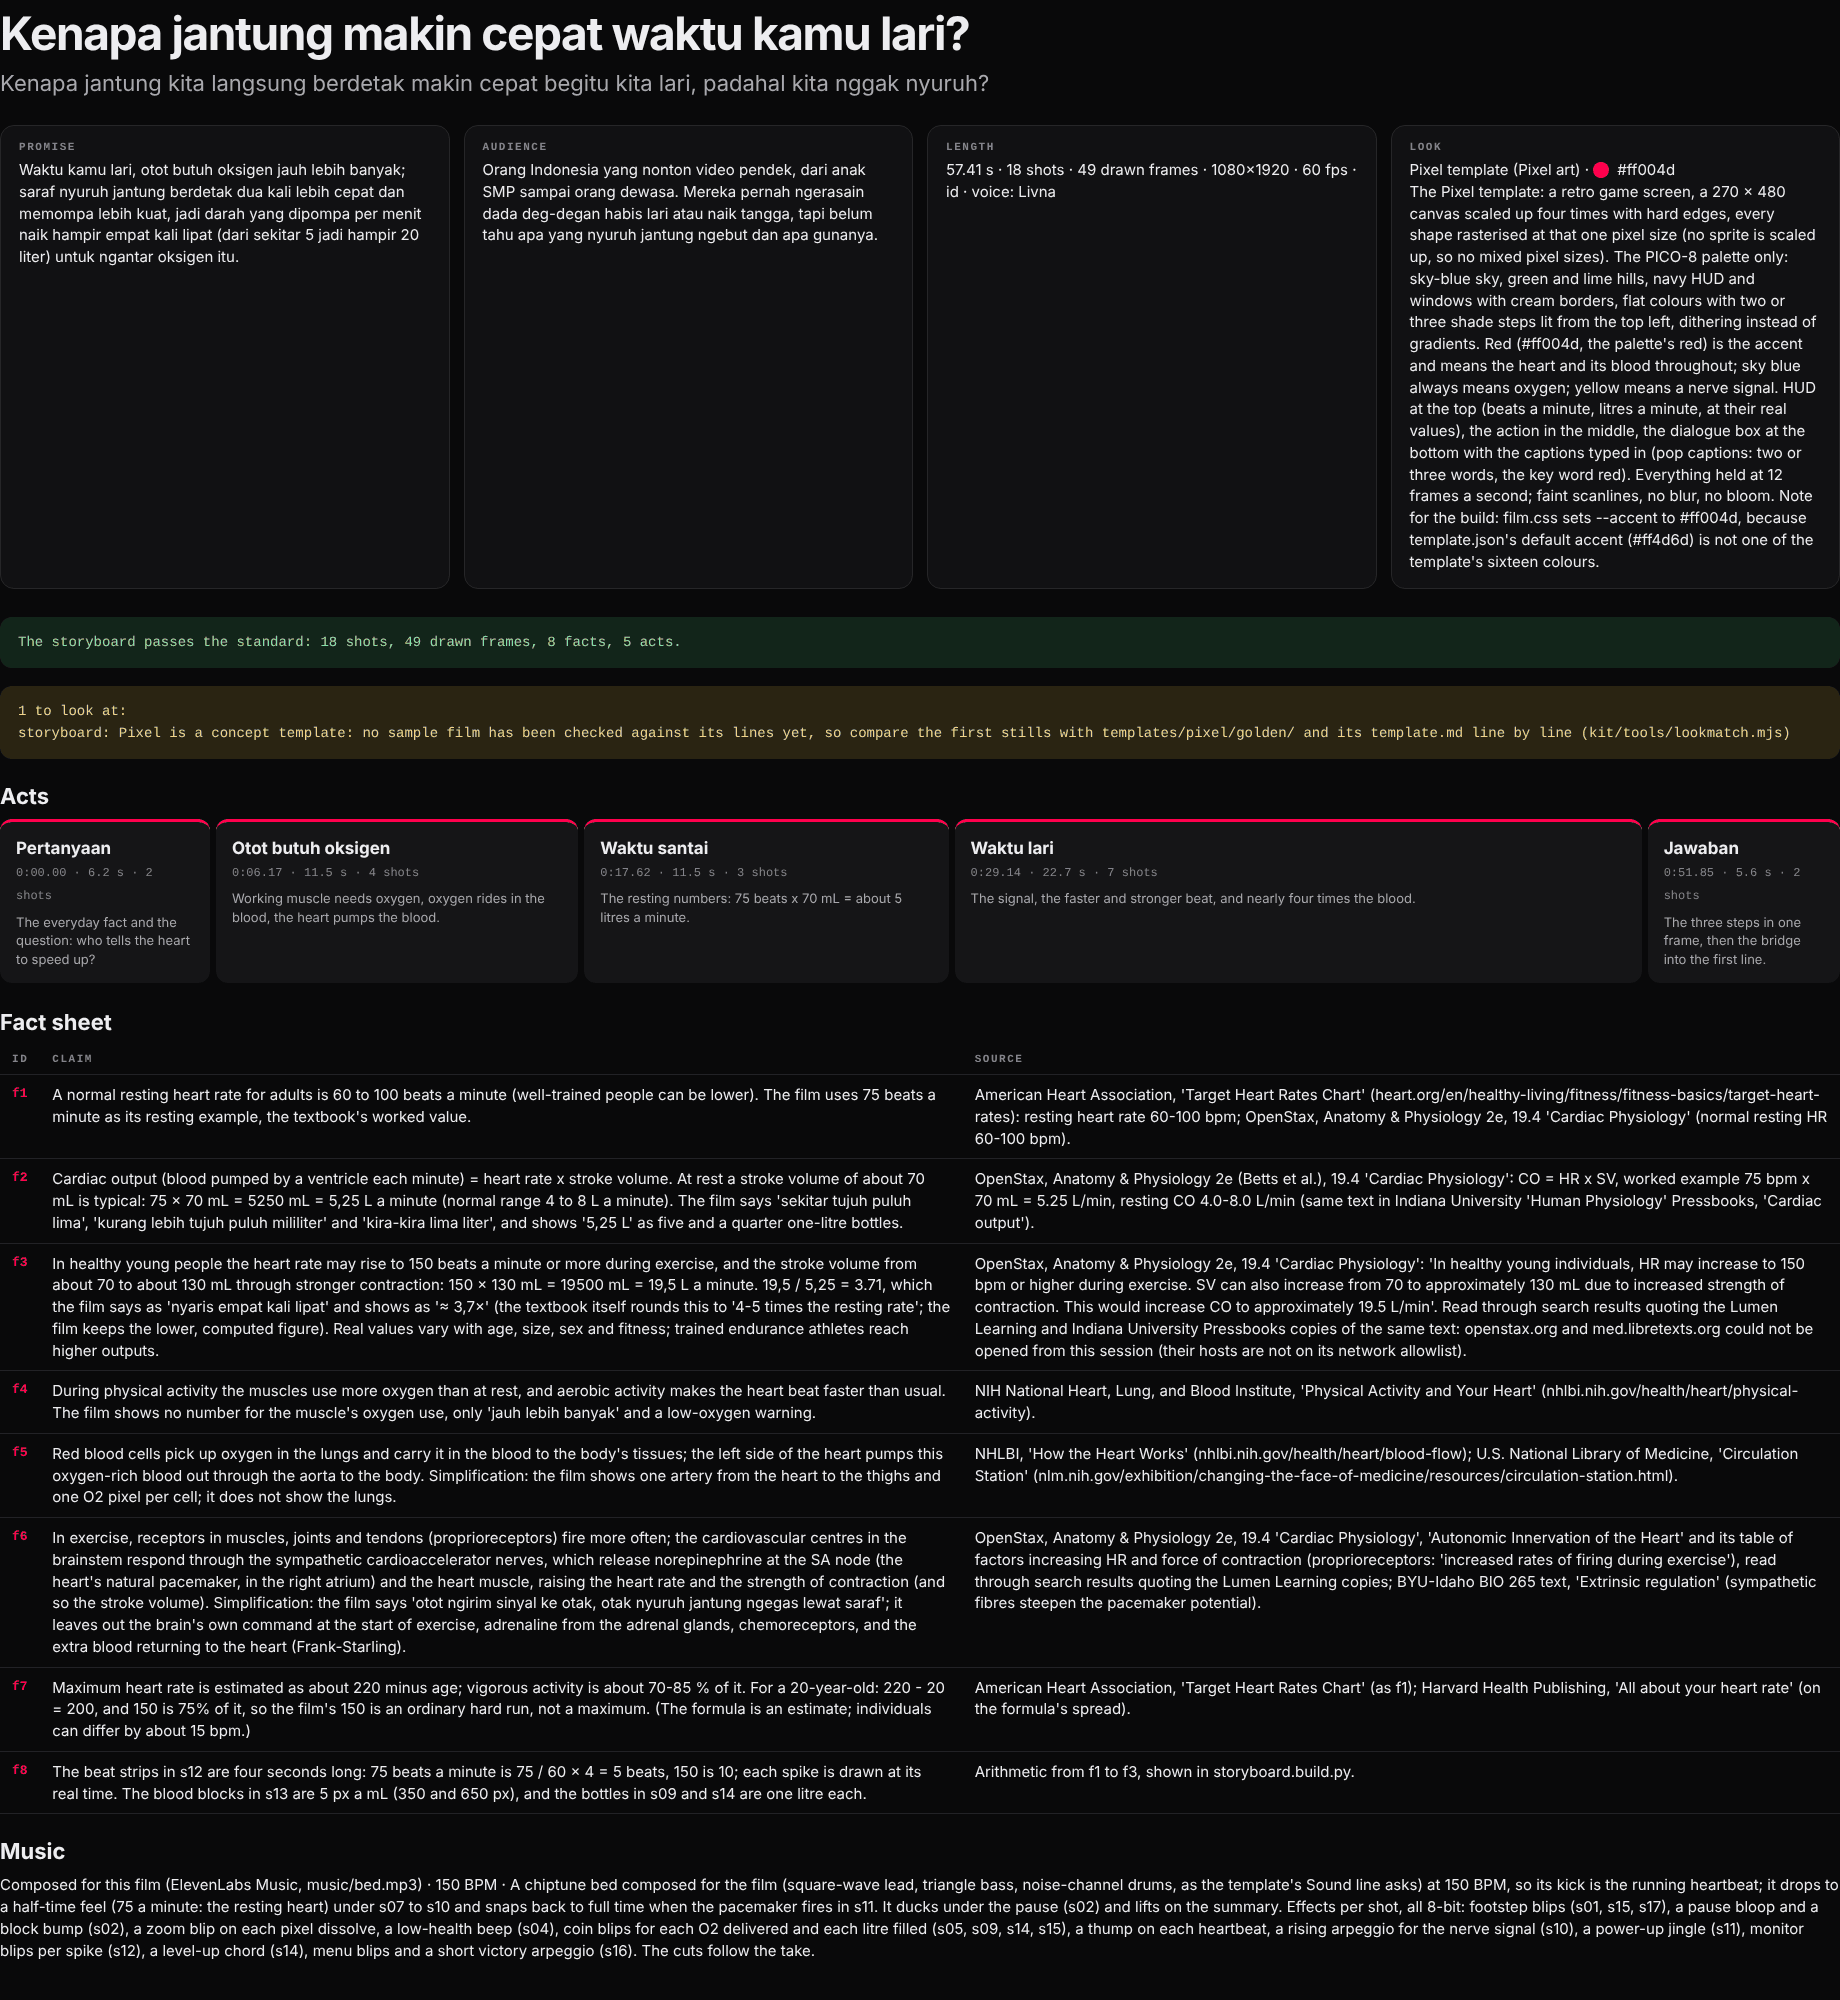 Kenapa jantung makin cepat waktu kamu lari?
Kenapa jantung kita langsung berdetak makin cepat begitu kita lari, padahal kita nggak nyuruh?
PROMISE
Waktu kamu lari, otot butuh oksigen jauh lebih banyak;
saraf nyuruh jantung berdetak dua kali lebih cepat dan
memompa lebih kuat, jadi darah yang dipompa per menit
naik hampir empat kali lipat (dari sekitar 5 jadi hampir 20
liter) untuk ngantar oksigen itu.
AUDIENCE
Orang Indonesia yang nonton video pendek, dari anak
SMP sampai orang dewasa. Mereka pernah ngerasain
dada deg-degan habis lari atau naik tangga, tapi belum
tahu apa yang nyuruh jantung ngebut dan apa gunanya.
LENGTH
57.41 s · 18 shots · 49 drawn frames · 1080×1920 · 60 fps ·
id · voice: Livna
LOOK
Pixel template (Pixel art) · #ff004d
The Pixel template: a retro game screen, a 270 × 480
canvas scaled up four times with hard edges, every
shape rasterised at that one pixel size (no sprite is scaled
up, so no mixed pixel sizes). The PICO-8 palette only:
sky-blue sky, green and lime hills, navy HUD and
windows with cream borders, flat colours with two or
three shade steps lit from the top left, dithering instead of
gradients. Red (#ff004d, the palette's red) is the accent
and means the heart and its blood throughout; sky blue
always means oxygen; yellow means a nerve signal. HUD
at the top (beats a minute, litres a minute, at their real
values), the action in the middle, the dialogue box at the
bottom with the captions typed in (pop captions: two or
three words, the key word red). Everything held at 12
frames a second; faint scanlines, no blur, no bloom. Note
for the build: film.css sets --accent to #ff004d, because
template.json's default accent (#ff4d6d) is not one of the
template's sixteen colours.
The storyboard passes the standard: 18 shots, 49 drawn frames, 8 facts, 5 acts.
1 to look at:
storyboard: Pixel is a concept template: no sample film has been checked against its lines yet, so compare the first stills with templates/pixel/golden/ and its template.md line by line (kit/tools/lookmatch.mjs)
Acts
Pertanyaan
0:00.00 · 6.2 s · 2
shots
The everyday fact and the
question: who tells the heart
to speed up?
Otot butuh oksigen
0:06.17 · 11.5 s · 4 shots
Working muscle needs oxygen, oxygen rides in the
blood, the heart pumps the blood.
Waktu santai
0:17.62 · 11.5 s · 3 shots
The resting numbers: 75 beats x 70 mL = about 5
litres a minute.
Waktu lari
0:29.14 · 22.7 s · 7 shots
The signal, the faster and stronger beat, and nearly four times the blood.
Jawaban
0:51.85 · 5.6 s · 2
shots
The three steps in one
frame, then the bridge
into the first line.
Fact sheet
ID CLAIM SOURCE
f1
A normal resting heart rate for adults is 60 to 100 beats a minute (well-trained people can be lower). The film uses 75 beats a
minute as its resting example, the textbook's worked value.
American Heart Association, 'Target Heart Rates Chart' (heart.org/en/healthy-living/fitness/fitness-basics/target-heart-
rates): resting heart rate 60-100 bpm; OpenStax, Anatomy & Physiology 2e, 19.4 'Cardiac Physiology' (normal resting HR
60-100 bpm).
f2
Cardiac output (blood pumped by a ventricle each minute) = heart rate x stroke volume. At rest a stroke volume of about 70
mL is typical: 75 × 70 mL = 5250 mL = 5,25 L a minute (normal range 4 to 8 L a minute). The film says 'sekitar tujuh puluh
lima', 'kurang lebih tujuh puluh mililiter' and 'kira-kira lima liter', and shows '5,25 L' as five and a quarter one-litre bottles.
OpenStax, Anatomy & Physiology 2e (Betts et al.), 19.4 'Cardiac Physiology': CO = HR x SV, worked example 75 bpm x
70 mL = 5.25 L/min, resting CO 4.0-8.0 L/min (same text in Indiana University 'Human Physiology' Pressbooks, 'Cardiac
output').
f3
In healthy young people the heart rate may rise to 150 beats a minute or more during exercise, and the stroke volume from
about 70 to about 130 mL through stronger contraction: 150 × 130 mL = 19500 mL = 19,5 L a minute. 19,5 / 5,25 = 3.71, which
the film says as 'nyaris empat kali lipat' and shows as '≈ 3,7×' (the textbook itself rounds this to '4-5 times the resting rate'; the
film keeps the lower, computed figure). Real values vary with age, size, sex and fitness; trained endurance athletes reach
higher outputs.
OpenStax, Anatomy & Physiology 2e, 19.4 'Cardiac Physiology': 'In healthy young individuals, HR may increase to 150
bpm or higher during exercise. SV can also increase from 70 to approximately 130 mL due to increased strength of
contraction. This would increase CO to approximately 19.5 L/min'. Read through search results quoting the Lumen
Learning and Indiana University Pressbooks copies of the same text: openstax.org and med.libretexts.org could not be
opened from this session (their hosts are not on its network allowlist).
f4
During physical activity the muscles use more oxygen than at rest, and aerobic activity makes the heart beat faster than usual.
The film shows no number for the muscle's oxygen use, only 'jauh lebih banyak' and a low-oxygen warning.
NIH National Heart, Lung, and Blood Institute, 'Physical Activity and Your Heart' (nhlbi.nih.gov/health/heart/physical-
activity).
f5
Red blood cells pick up oxygen in the lungs and carry it in the blood to the body's tissues; the left side of the heart pumps this
oxygen-rich blood out through the aorta to the body. Simplification: the film shows one artery from the heart to the thighs and
one O2 pixel per cell; it does not show the lungs.
NHLBI, 'How the Heart Works' (nhlbi.nih.gov/health/heart/blood-flow); U.S. National Library of Medicine, 'Circulation
Station' (nlm.nih.gov/exhibition/changing-the-face-of-medicine/resources/circulation-station.html).
f6
In exercise, receptors in muscles, joints and tendons (proprioceptors) fire more often; the cardiovascular centres in the
brainstem respond through the sympathetic cardioaccelerator nerves, which release norepinephrine at the SA node (the
heart's natural pacemaker, in the right atrium) and the heart muscle, raising the heart rate and the strength of contraction (and
so the stroke volume). Simplification: the film says 'otot ngirim sinyal ke otak, otak nyuruh jantung ngegas lewat saraf'; it
leaves out the brain's own command at the start of exercise, adrenaline from the adrenal glands, chemoreceptors, and the
extra blood returning to the heart (Frank-Starling).
OpenStax, Anatomy & Physiology 2e, 19.4 'Cardiac Physiology', 'Autonomic Innervation of the Heart' and its table of
factors increasing HR and force of contraction (proprioceptors: 'increased rates of firing during exercise'), read
through search results quoting the Lumen Learning copies; BYU-Idaho BIO 265 text, 'Extrinsic regulation' (sympathetic
fibres steepen the pacemaker potential).
f7
Maximum heart rate is estimated as about 220 minus age; vigorous activity is about 70-85 % of it. For a 20-year-old: 220 - 20
= 200, and 150 is 75% of it, so the film's 150 is an ordinary hard run, not a maximum. (The formula is an estimate; individuals
can differ by about 15 bpm.)
American Heart Association, 'Target Heart Rates Chart' (as f1); Harvard Health Publishing, 'All about your heart rate' (on
the formula's spread).
f8
The beat strips in s12 are four seconds long: 75 beats a minute is 75 / 60 × 4 = 5 beats, 150 is 10; each spike is drawn at its
real time. The blood blocks in s13 are 5 px a mL (350 and 650 px), and the bottles in s09 and s14 are one litre each.
Arithmetic from f1 to f3, shown in storyboard.build.py.
Music
Composed for this film (ElevenLabs Music, music/bed.mp3) · 150 BPM · A chiptune bed composed for the film (square-wave lead, triangle bass, noise-channel drums, as the template's Sound line asks) at 150 BPM, so its kick is the running heartbeat; it drops to
a half-time feel (75 a minute: the resting heart) under s07 to s10 and snaps back to full time when the pacemaker fires in s11. It ducks under the pause (s02) and lifts on the summary. Effects per shot, all 8-bit: footstep blips (s01, s15, s17), a pause bloop and a
block bump (s02), a zoom blip on each pixel dissolve, a low-health beep (s04), coin blips for each O2 delivered and each litre filled (s05, s09, s14, s15), a thump on each heartbeat, a rising arpeggio for the nerve signal (s10), a power-up jingle (s11), monitor
blips per spike (s12), a level-up chord (s14), menu blips and a short victory arpeggio (s16). The cuts follow the take.